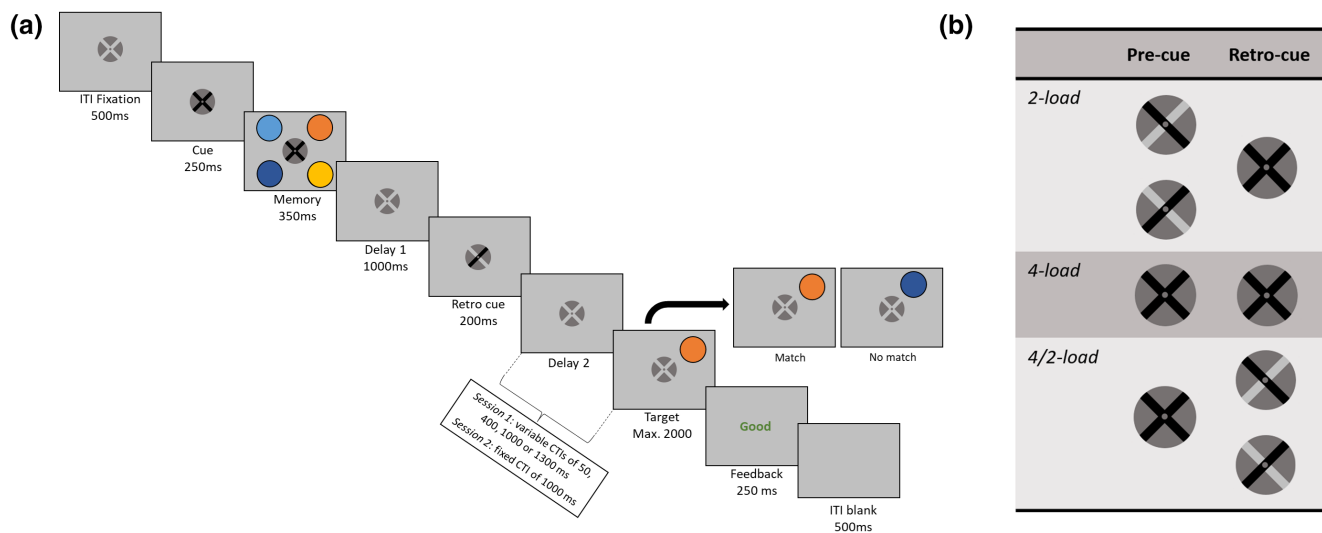 (a)
ITI Fixation
500ms
Cue
250ms
Memory
350ms
Delay 1
1000ms
Retro cue
200ms
Delay 2
Session 1: variable CTIs of 50,
400, 1000 or 1300 ms
Session 2: fixed CTI of 1000 ms
Target
Max. 2000
Match
No match
Good
Feedback
250 ms
ITI blank
500ms
(b)
Pre-cue Retro-cue
2-load
4-load
4/2-load